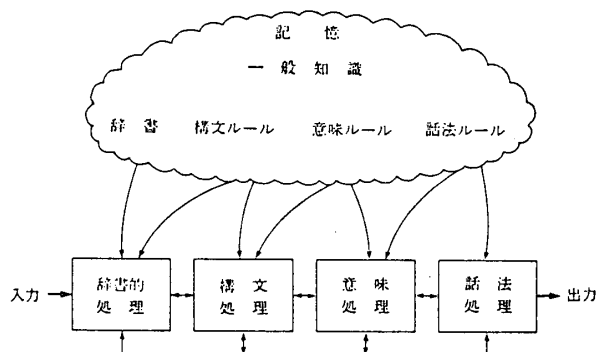 記憶
一般知識
辞書 構文ルール 意味ルール 話法ルール
入力
辞書的
処理
構文
処理
意味
処理
話法
処理
出力